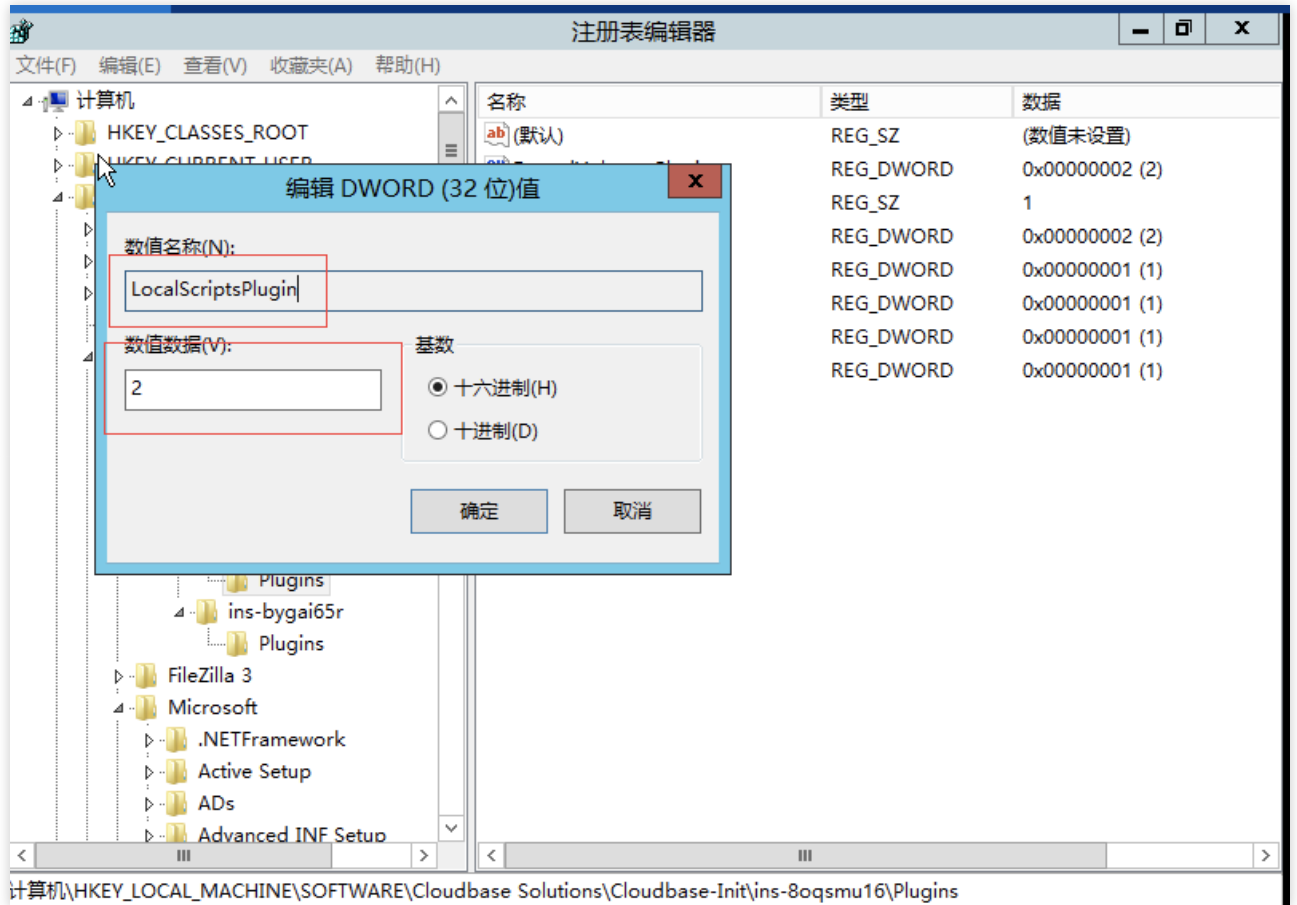 注册表编辑器
文件(F) 编辑(E) 查看(V) 收藏夹(A) 帮助(H)
计算机
HKEY_CLASSES_ROOT
HKEY_CURRENT_USER
名称 类型 数据
(默认) REG_SZ (数值未设置)
REG_DWORD 0x00000002 (2)
REG_SZ 1
REG_DWORD 0x00000002 (2)
REG_DWORD 0x00000001 (1)
REG_DWORD 0x00000001 (1)
REG_DWORD 0x00000001 (1)
REG_DWORD 0x00000001 (1)
编辑 DWORD (32 位)值
数值名称(N):
LocalScriptsPlugin
数值数据(V):
2
基数
十六进制(H)
十进制(D)
确定 取消
Plugins
ins-bygai65r
Plugins
FileZilla 3
Microsoft
.NETFramework
Active Setup
ADs
Advanced INF Setup
计算机\HKEY_LOCAL_MACHINE\SOFTWARE\Cloudbase Solutions\Cloudbase-Init\ins-8oqsmu16\Plugins